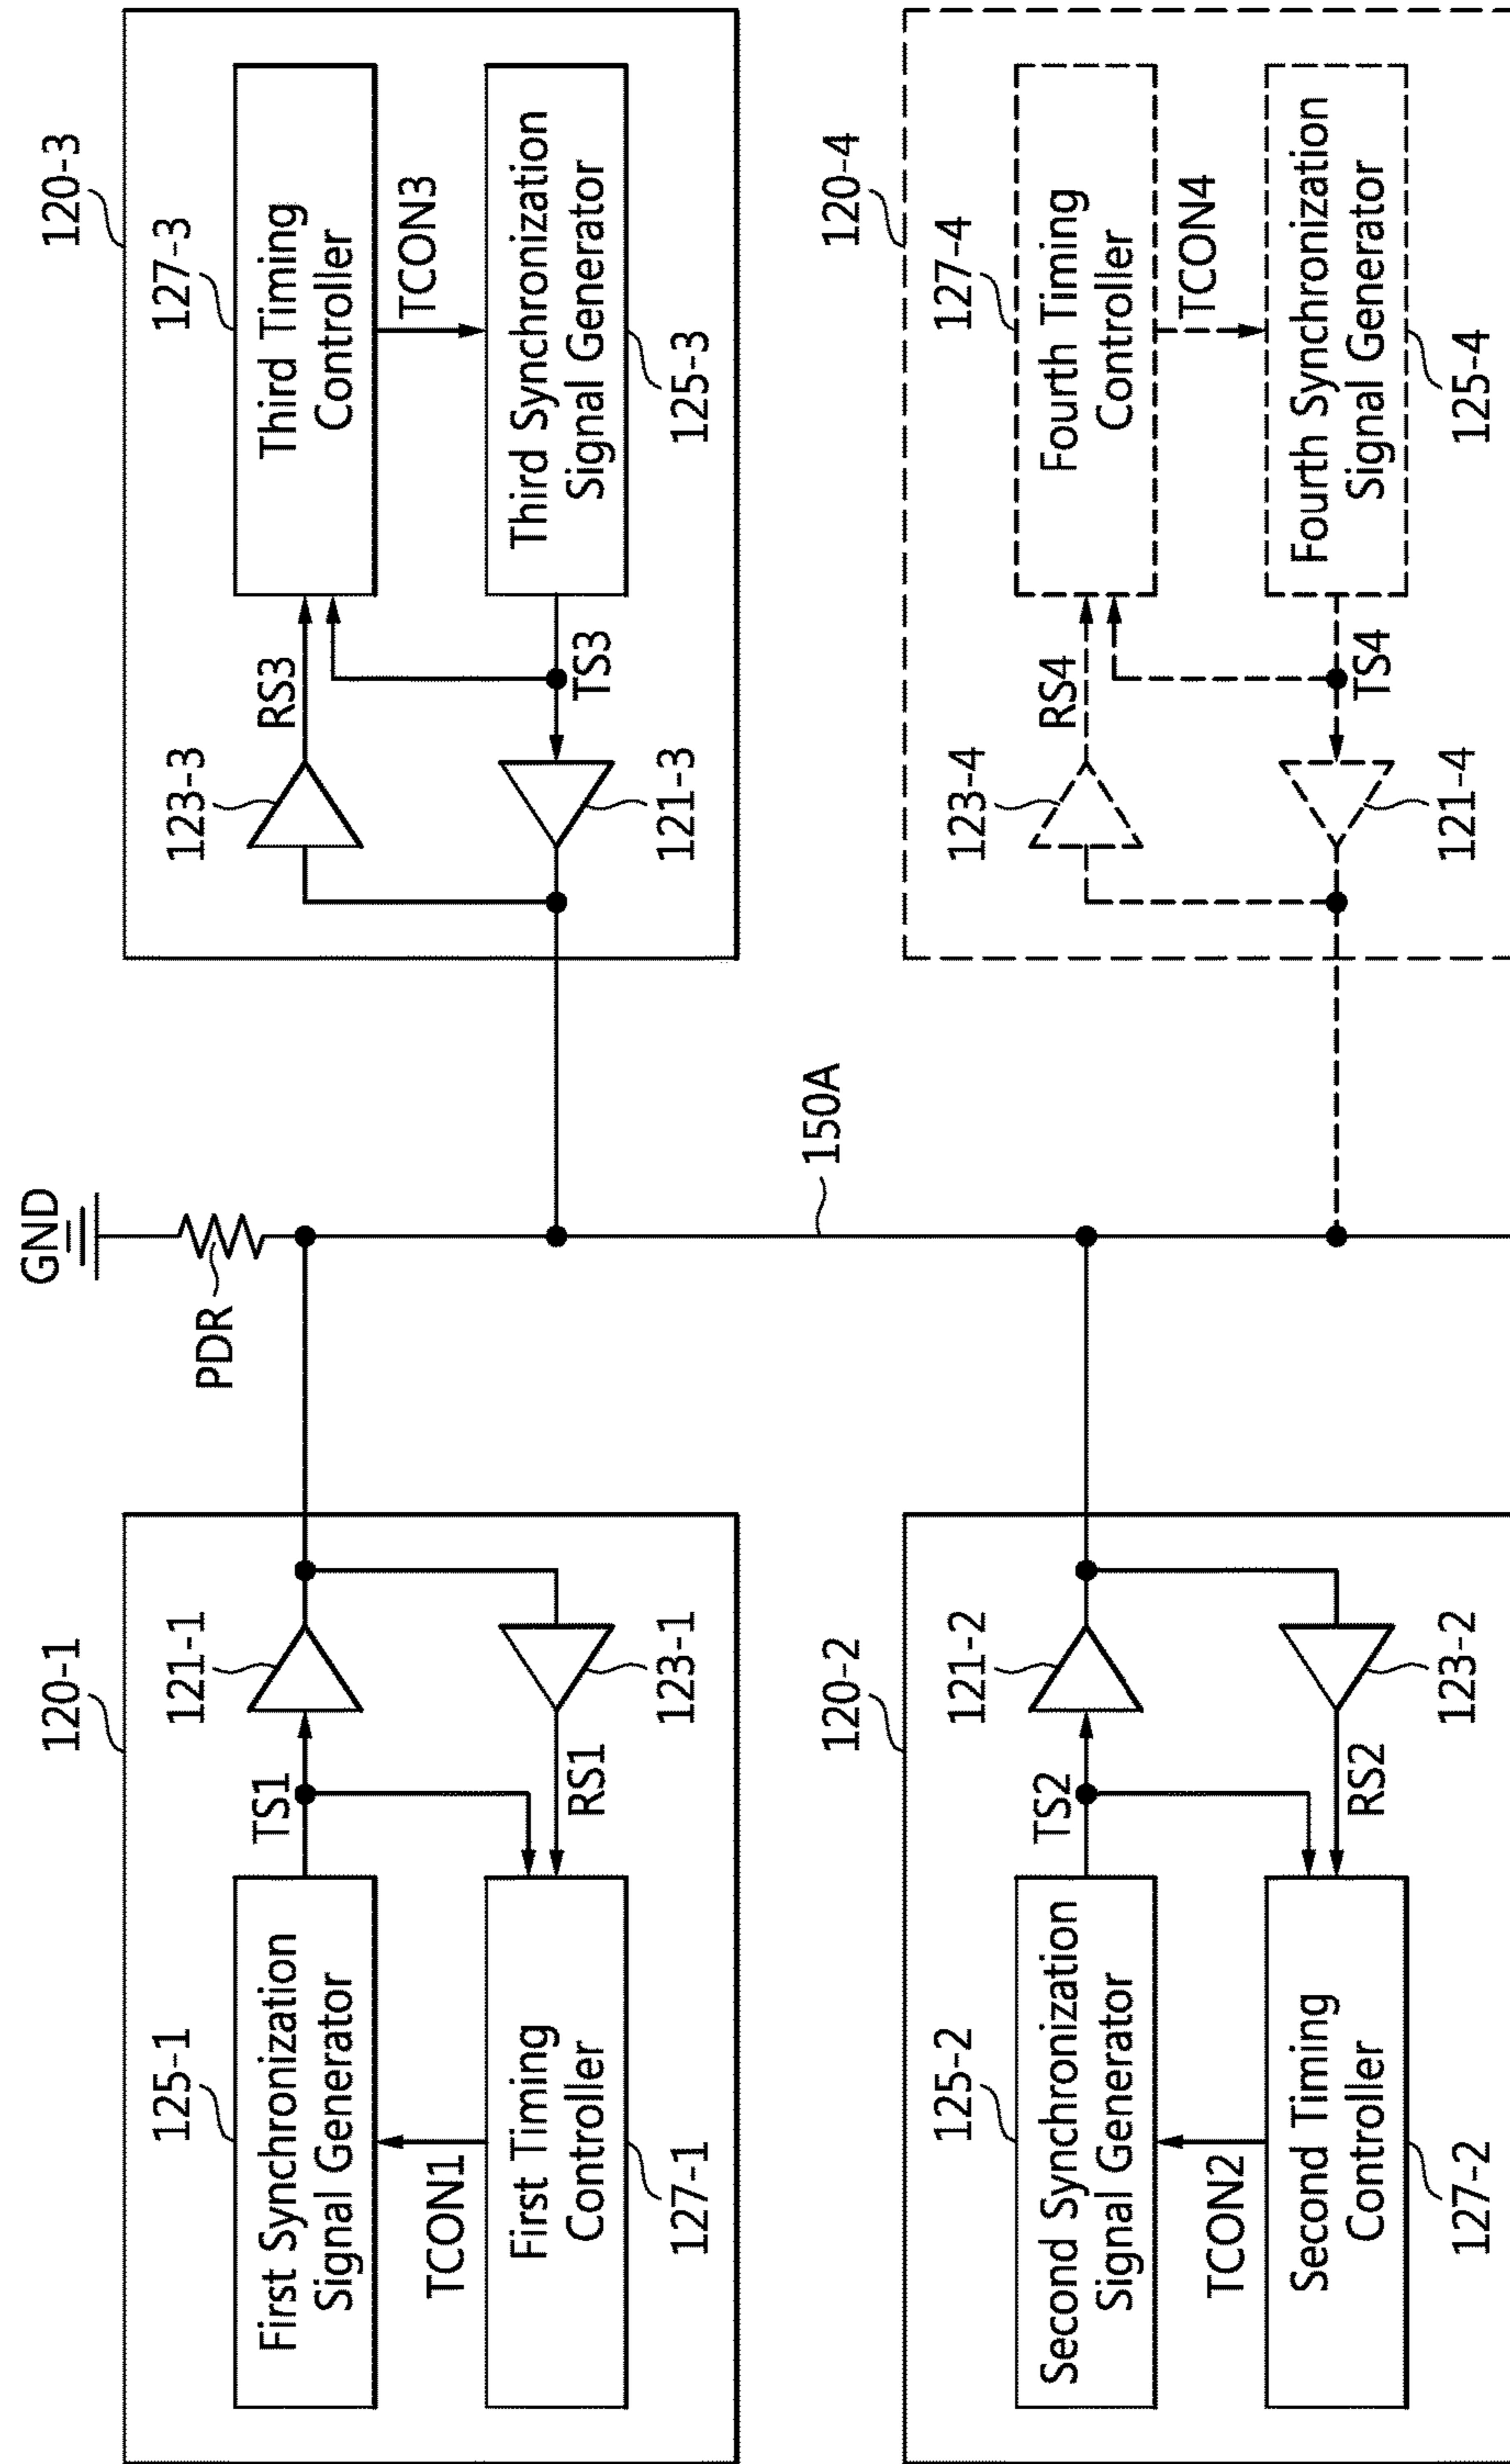 GND
PDR
150A
120-1
125-1
First Synchronization
Signal Generator
TS1
121-1
TCON1
First Timing
Controller
127-1
RS1
123-1
120-3
123-3
RS3
127-3
Third Timing
Controller
TCON3
Third Synchronization
Signal Generator
125-3
TS3
121-3
120-2
125-2
Second Synchronization
Signal Generator
TS2
121-2
TCON2
Second Timing
Controller
127-2
RS2
123-2
120-4
123-4
RS4
127-4
Fourth Timing
Controller
TCON4
Fourth Synchronization
Signal Generator
125-4
TS4
121-4